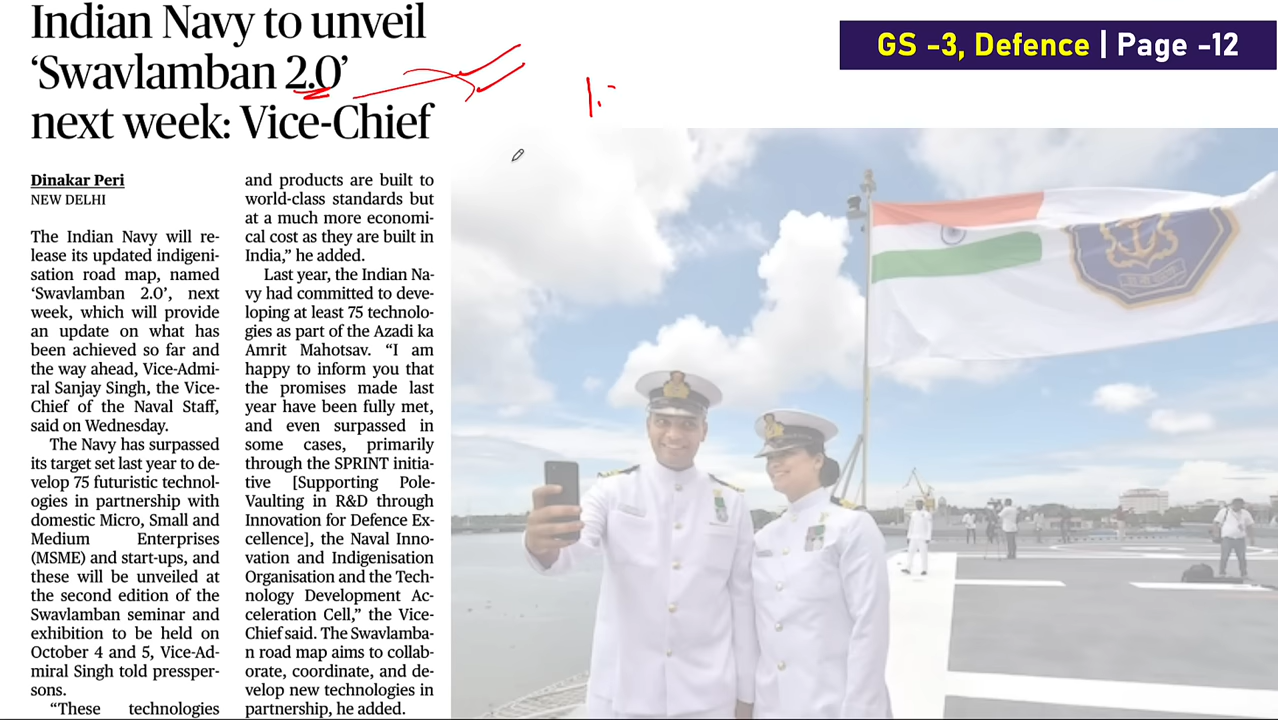 Indian Navy to unveil
‘Swavlamban 2.0’
next week: Vice-Chief
GS -3, Defence | Page -12
Dinakar Peri
NEW DELHI
The Indian Navy will re-
lease its updated indigeni-
sation road map, named
‘Swavlamban 2.0’, next
week, which will provide
an update on what has
been achieved so far and
the way ahead, Vice-Admi-
ral Sanjay Singh, the Vice-
Chief of the Naval Staff,
said on Wednesday.
The Navy has surpassed
its target set last year to de-
velop 75 futuristic technol-
ogies in partnership with
domestic Micro, Small and
Medium Enterprises
(MSME) and start-ups, and
these will be unveiled at
the second edition of the
Swavlamban seminar and
exhibition to be held on
October 4 and 5, Vice-Ad-
miral Singh told pressper-
sons.
“These technologies
and products are built to
world-class standards but
at a much more economi-
cal cost as they are built in
India,” he added.
Last year, the Indian Na-
vy had committed to deve-
loping at least 75 technolo-
gies as part of the Azadi ka
Amrit Mahotsav. “I am
happy to inform you that
the promises made last
year have been fully met,
and even surpassed in
some cases, primarily
through the SPRINT initia-
tive [Supporting Pole-
Vaulting in R&D through
Innovation for Defence Ex-
cellence], the Naval Inno-
vation and Indigenisation
Organisation and the Tech-
nology Development Ac-
celeration Cell,” the Vice-
Chief said. The Swavlamba-
n road map aims to collab-
orate, coordinate, and de-
velop new technologies in
partnership, he added.